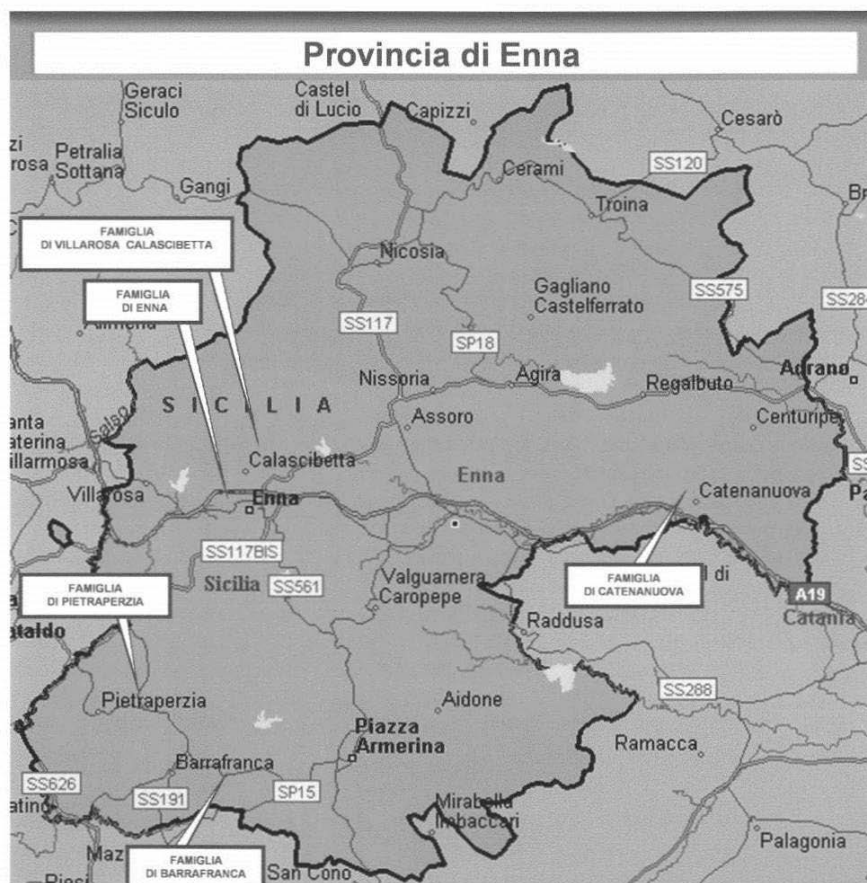 Provincia di Enna
Geraci
Siculo
Castel
di Lucio
Capizzi
Cesarò
Petralia
Sottana
Gangi
Cerami
SS120
Troina
FAMIGLIA
DI VILLAROSA CALASCIBETTA
Nicosia
FAMIGLIA
DI ENNA
Gagliano
Castelferrato
SS575
SS284
SS117
SP18
Adrano
Nissoria
Agira
Regalbuto
SICILIA
Salso
Assoro
Centuripe
Calascibetta
Villarosa
Enna
Enna
Catenanuova
SS117BIS
Sicilia
SS561
Valguarnera
Caropepe
FAMIGLIA
DI CATENANUOVA
di
A19
Catania
FAMIGLIA
DI PIETRAPERZIA
Raddusa
SS288
Pietraperzia
Aidone
Piazza
Armerina
Ramacca
Barrafranca
SS626
SS191
SP15
Mirabella
Imbaccari
Palagonia
FAMIGLIA
DI BARRAFRANCA
San Cono